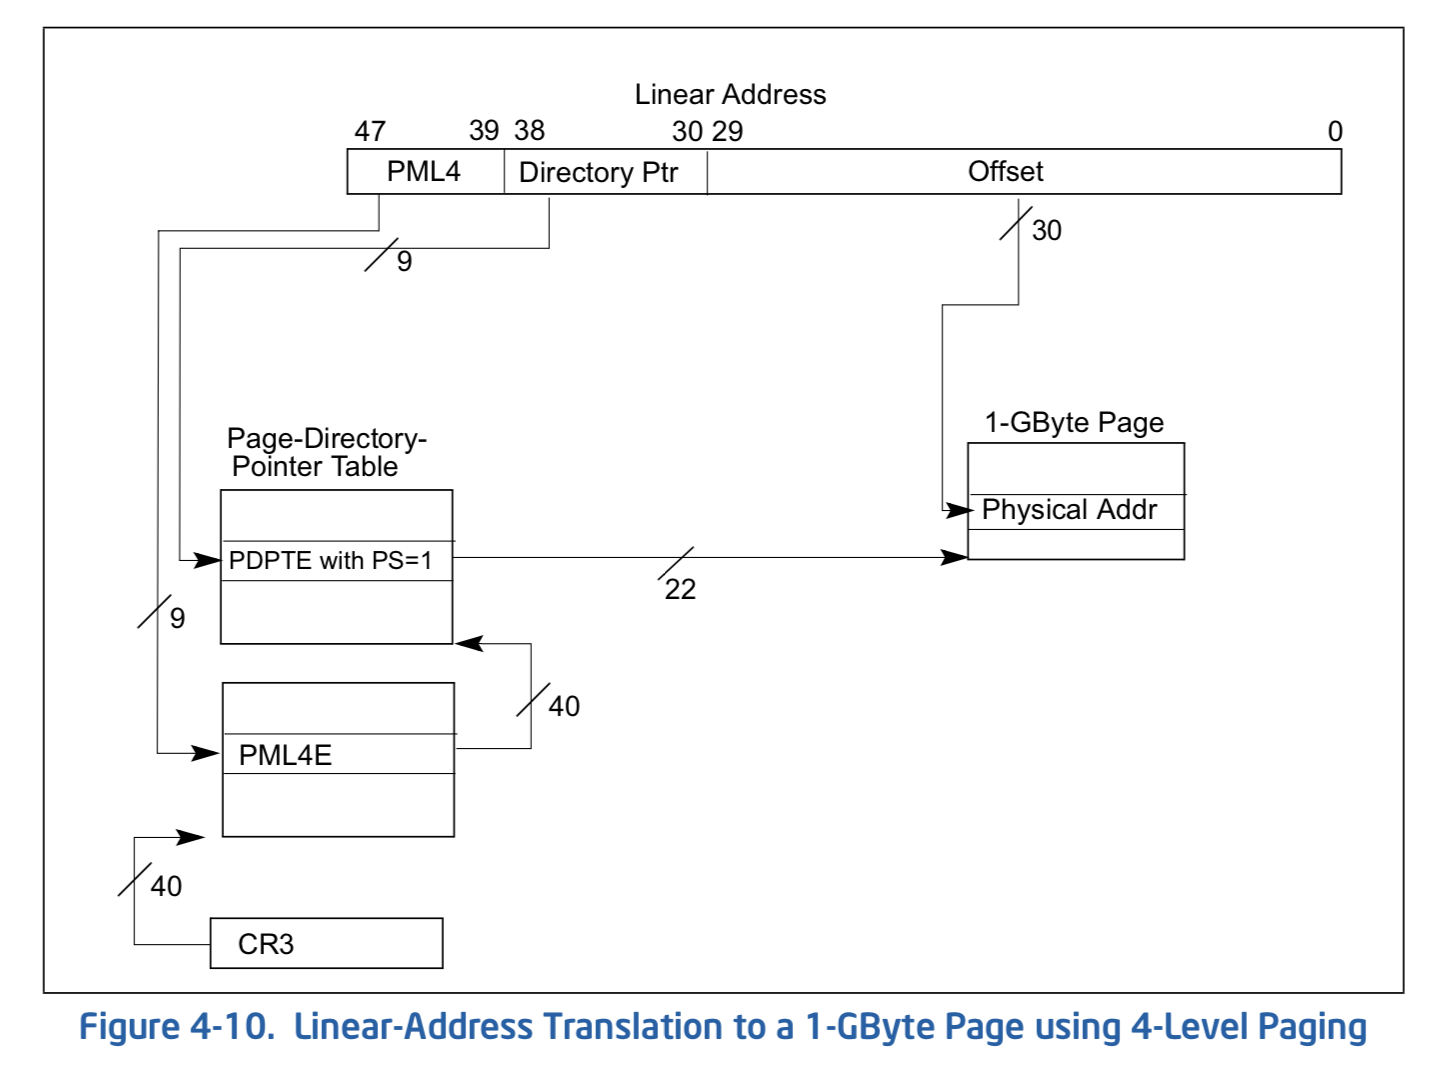 Linear Address
47 39 38 30 29 0
PML4 Directory Ptr Offset
30
9
1-GByte Page
Page-Directory-
Pointer Table
Physical Addr
PDPTE with PS=1
22
9
40
PML4E
40
CR3
Figure 4-10. Linear-Address Translation to a 1-GByte Page using 4-Level Paging